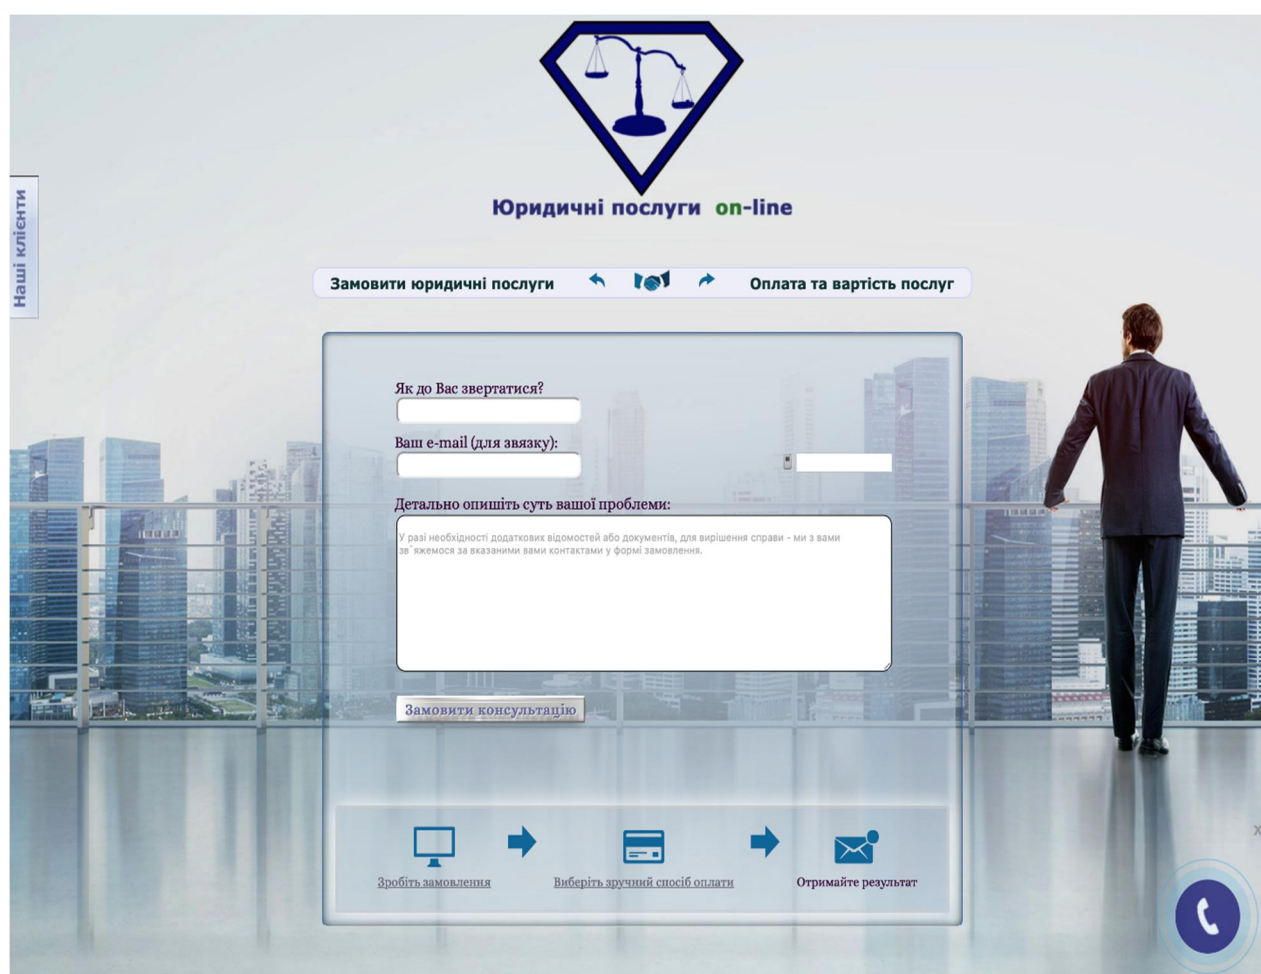 Юридичні послуги on-line
Наші клієнти
Замовити юридичні послуги
Оплата та вартість послуг
Як до Вас звертатися?
Ваш e-mail (для звязку):
Детально опишіть суть вашої проблеми:
У разі необхідності додаткових відомостей або документів, для вирішення справи - ми з вами
зв`яжемося за вказаними вами контактами у формі замовлення.
Замовити консультацію
Зробіть замовлення
Виберіть зручний спосіб оплати
Отримайте результат
x